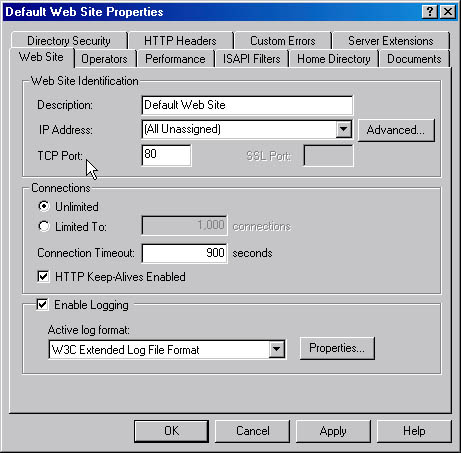 Default Web Site Properties
Directory Security HTTP Headers Custom Errors Server Extensions
Web Site Operators Performance ISAPI Filters Home Directory Documents
Web Site Identification
Description: Default Web Site
IP Address: (All Unassigned) Advanced...
TCP Port: 80 SSL Port:
Connections
Unlimited
Limited To: 1,000 connections
Connection Timeout: 900 seconds
HTTP Keep-Alives Enabled
Enable Logging
Active log format:
W3C Extended Log File Format Properties...
OK Cancel Apply Help